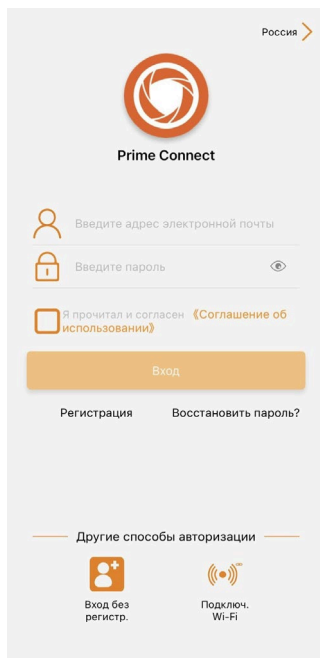 Россия
Prime Connect
Введите адрес электронной почты
Введите пароль
Я прочитал и согласен 《Соглашение об
использовании》
Вход
Регистрация Восстановить пароль?
Другие способы авторизации
Вход без Подключ.
регистр. Wi-Fi